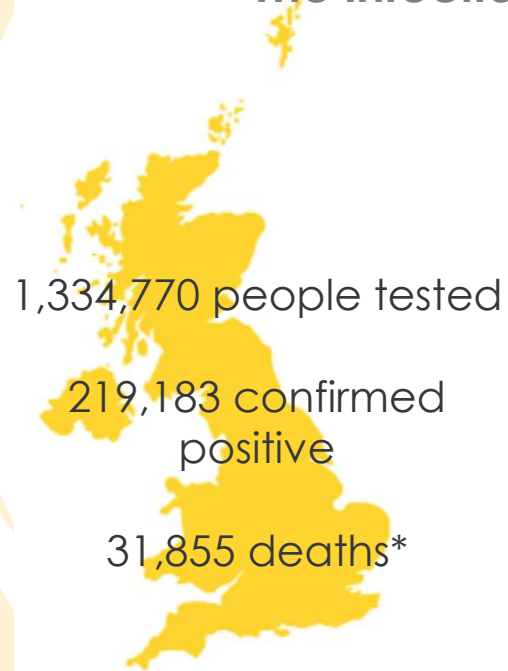 1,334,770 people tested
219,183 confirmed
positive
31,855 deaths*